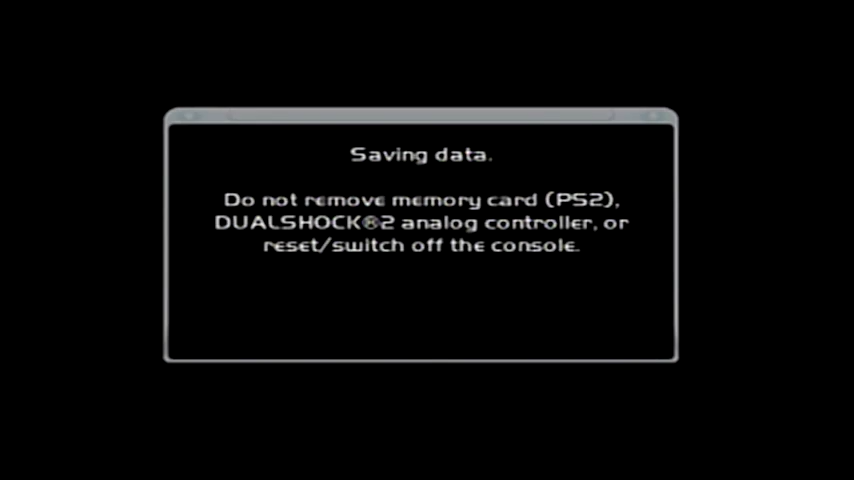 Saving data.
Do not remove memory card (PS2),
DUALSHOCK®2 analog controller, or
reset/switch off the console.